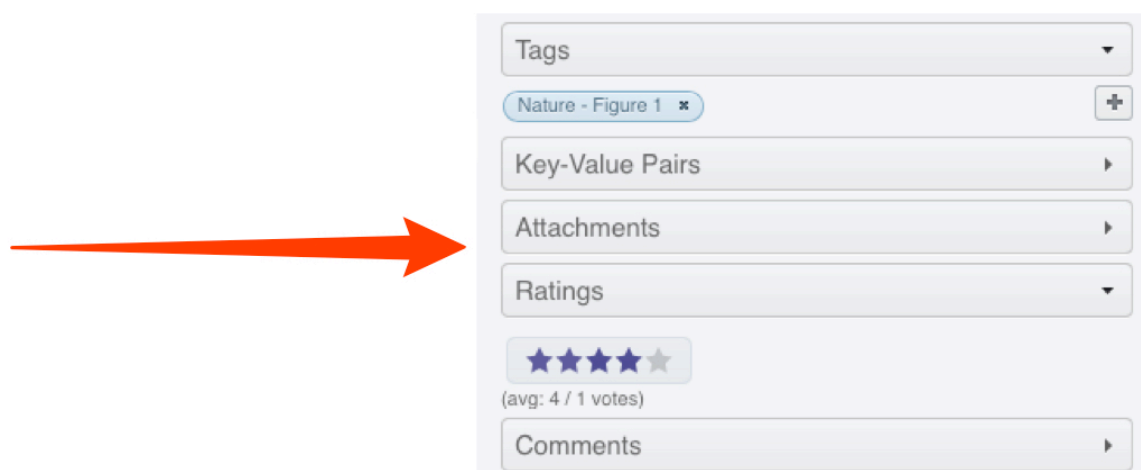 Tags
Nature - Figure 1
Key-Value Pairs
Attachments
Ratings
(avg: 4 / 1 votes)
Comments